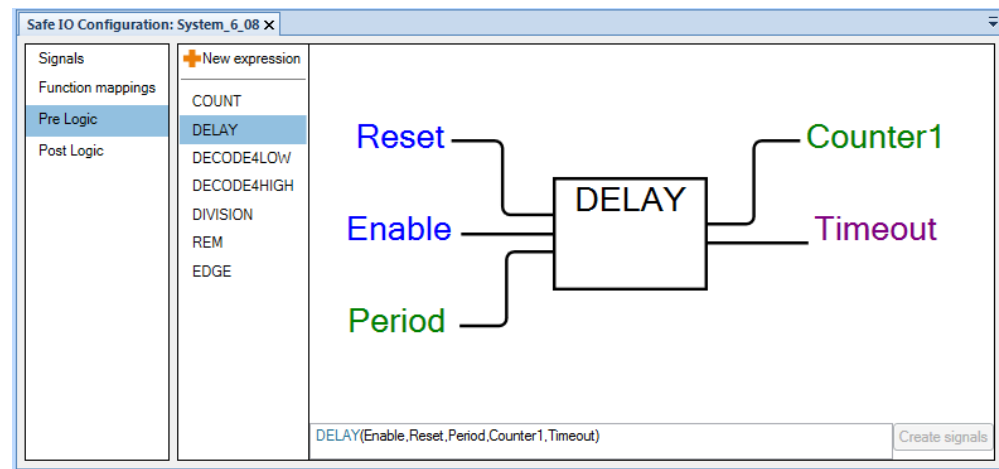 Safe IO Configuration: System_6_08 X
Signals
Function mappings
Pre Logic
Post Logic
New expression
COUNT
DELAY
DECODE4LOW
DECODE4HIGH
DIVISION
REM
EDGE
Reset
Enable
Period
DELAY
Counter1
Timeout
DELAY(Enable,Reset,Period,Counter1,Timeout)
Create signals